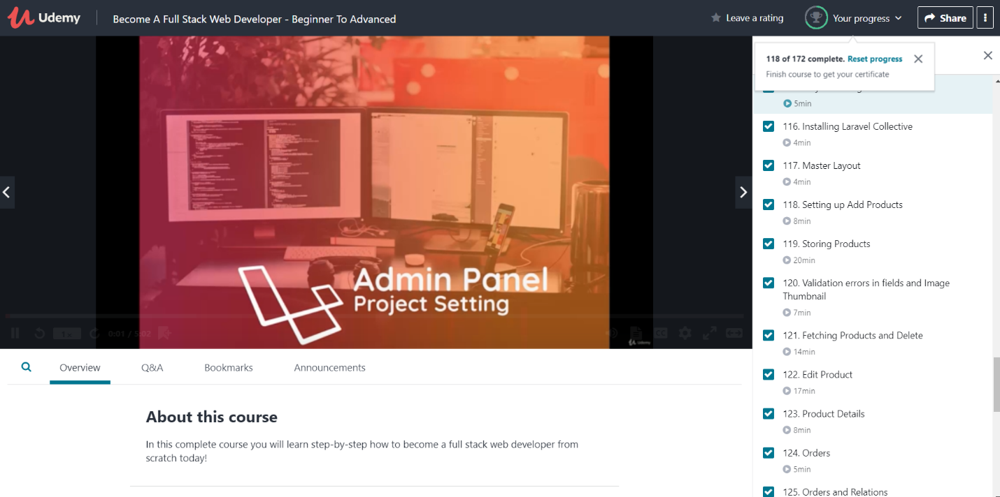 Udemy
Become A Full Stack Web Developer - Beginner To Advanced
Leave a rating
Your progress
Share
118 of 172 complete. Reset progress
Finish course to get your certificate
5min
116. Installing Laravel Collective
4min
117. Master Layout
4min
118. Setting up Add Products
8min
119. Storing Products
20min
120. Validation errors in fields and Image
Thumbnail
7min
121. Fetching Products and Delete
14min
122. Edit Product
17min
123. Product Details
8min
124. Orders
5min
125. Orders and Relations
Admin Panel
Project Setting
1x
0:01 / 5:02
CC
Udemy
Overview
Q&A
Bookmarks
Announcements
About this course
In this complete course you will learn step-by-step how to become a full stack web developer from
scratch today!